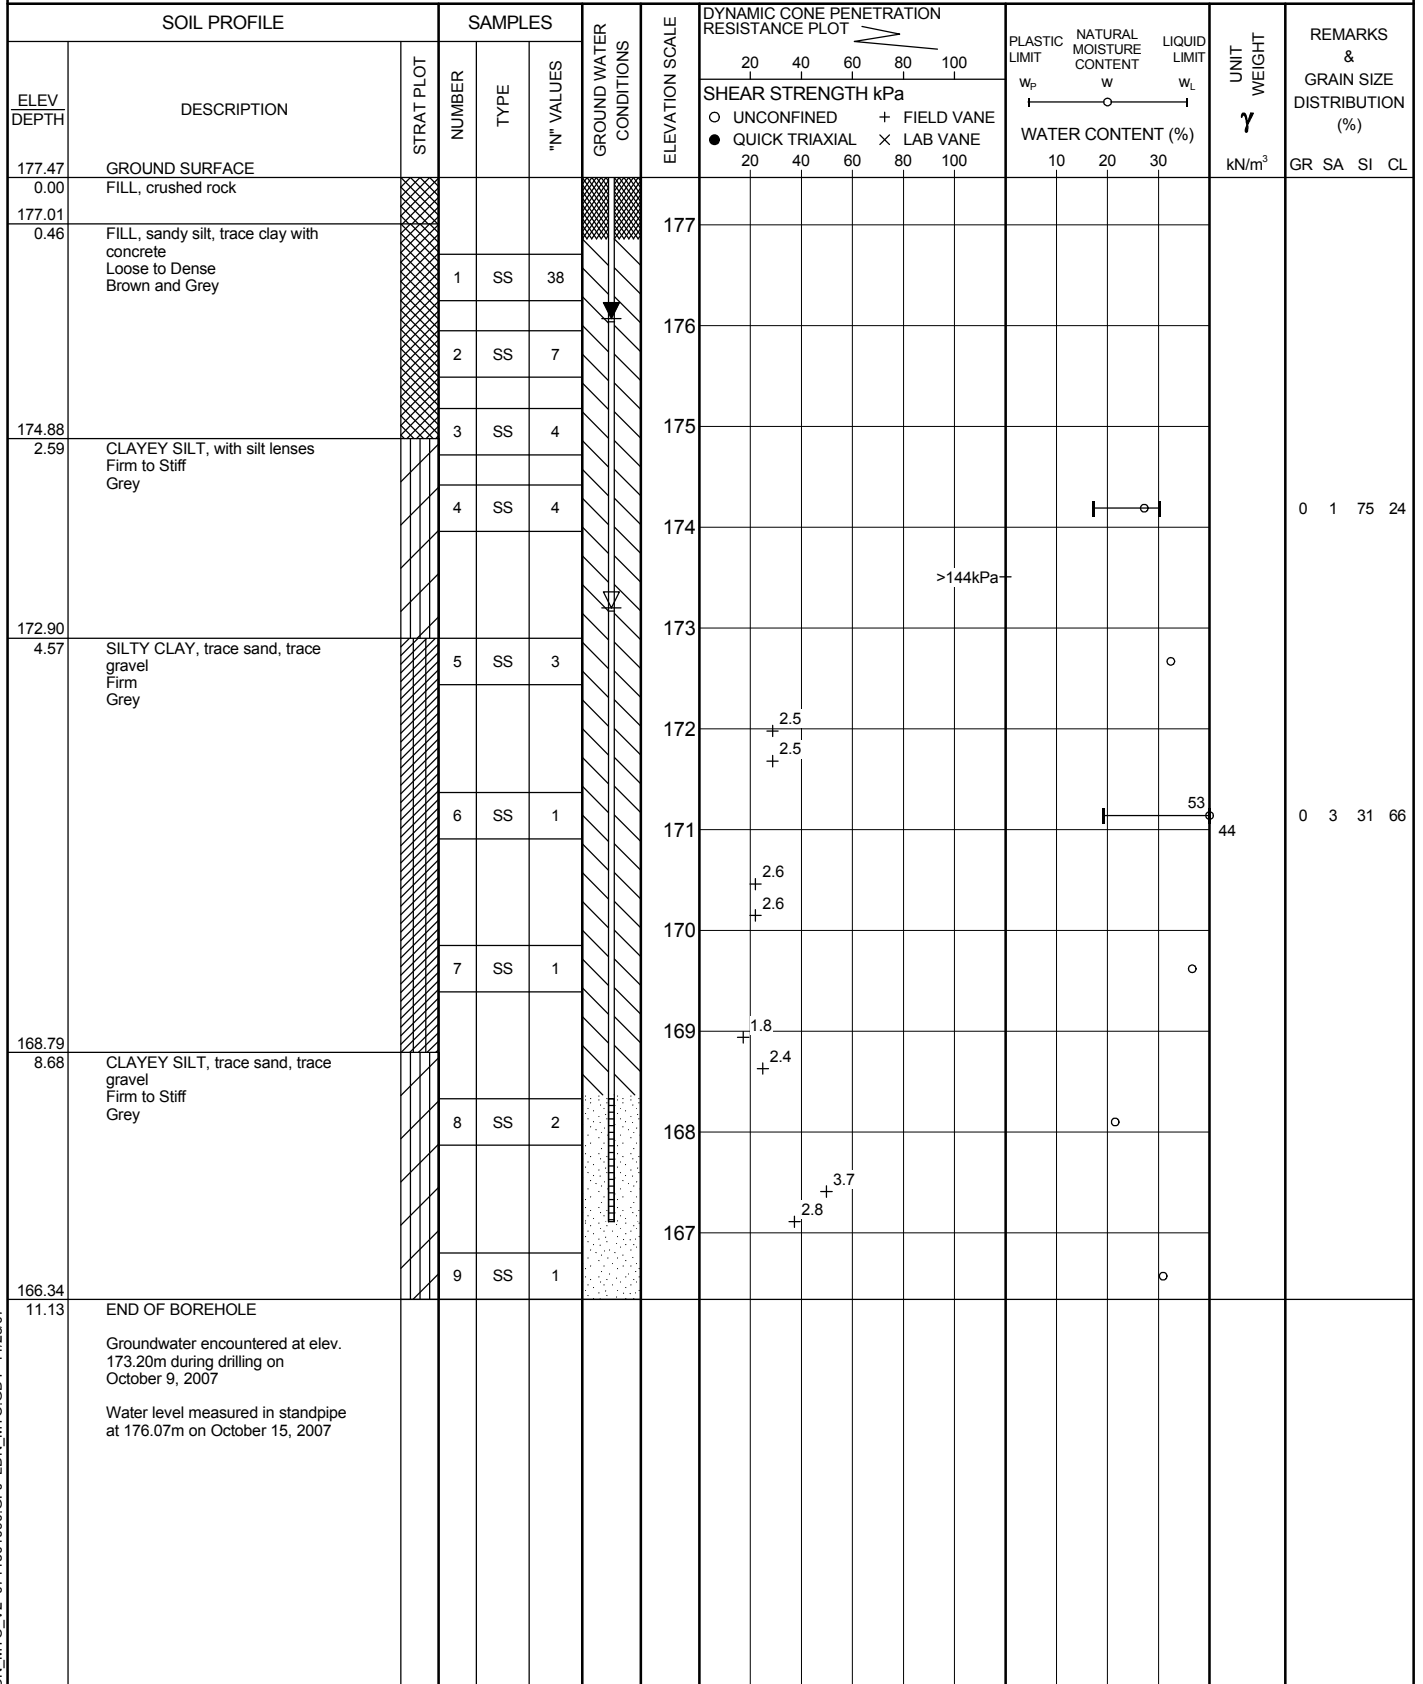 SOIL PROFILE
SAMPLES
GROUND WATER
CONDITIONS
ELEVATION SCALE
DYNAMIC CONE PENETRATION
RESISTANCE PLOT
20 40 60 80 100
SHEAR STRENGTH kPa
○ UNCONFINED + FIELD VANE
● QUICK TRIAXIAL × LAB VANE
20 40 60 80 100
PLASTIC
LIMIT
NATURAL
MOISTURE
CONTENT
LIQUID
LIMIT
WP W WL
WATER CONTENT (%)
10 20 30
UNIT
WEIGHT
γ
kN/m³
REMARKS
&
GRAIN SIZE
DISTRIBUTION
(%)
GR SA SI CL
ELEV
DEPTH
DESCRIPTION
STRAT PLOT
NUMBER
TYPE
"N" VALUES
177.47 GROUND SURFACE
0.00 FILL, crushed rock
177.01
177
0.46 FILL, sandy silt, trace clay with
concrete
Loose to Dense
Brown and Grey
1 SS 38
176
2 SS 7
175
174.88
3 SS 4
2.59 CLAYEY SILT, with silt lenses
Firm to Stiff
Grey
4 SS 4
0 1 75 24
174
>144kPa
172.90
173
4.57 SILTY CLAY, trace sand, trace
gravel
Firm
Grey
5 SS 3
2.5
172
2.5
53
6 SS 1
0 3 31 66
171
44
2.6
2.6
170
7 SS 1
1.8
169
168.79
2.4
8.68 CLAYEY SILT, trace sand, trace
gravel
Firm to Stiff
Grey
8 SS 2
168
3.7
2.8
167
9 SS 1
166.34
11.13 END OF BOREHOLE
Groundwater encountered at elev.
173.20m during drilling on
October 9, 2007
Water level measured in standpipe
at 176.07m on October 15, 2007